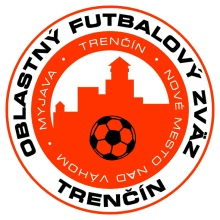 OBLASTNÝ FUTBALOVÝ ZVÄZ
TRENČÍN
MYJAVA · TRENČÍN · NOVÉ MESTO NAD VÁHOM ·